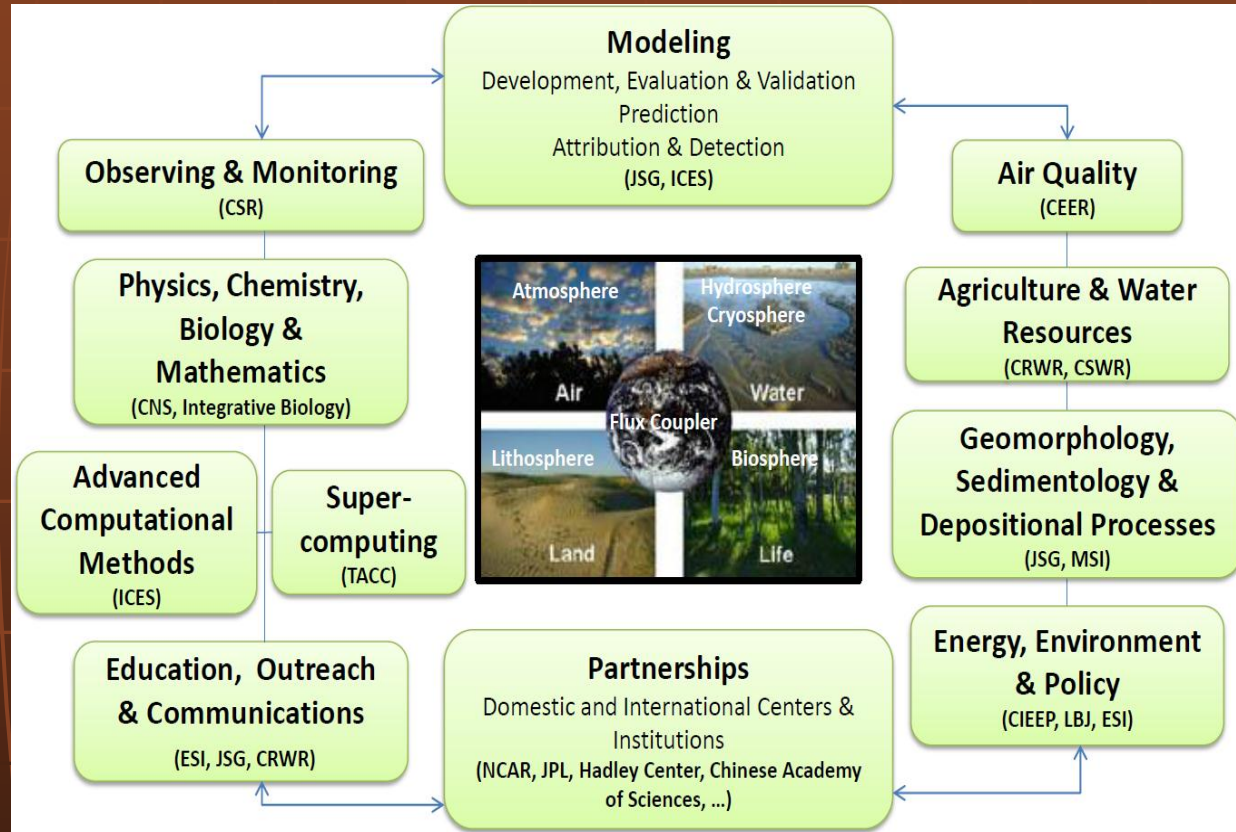 Modeling
Development, Evaluation & Validation
Prediction
Attribution & Detection
(JSG, ICES)
Observing & Monitoring
(CSR)
Air Quality
(CEER)
Physics, Chemistry,
Biology &
Mathematics
(CNS, Integrative Biology)
Atmosphere
Air
Hydrosphere
Cryosphere
Water
Flux Coupler
Lithosphere
Land
Biosphere
Life
Agriculture & Water
Resources
(CRWR, CSWR)
Advanced
Computational
Methods
(ICES)
Super-
computing
(TACC)
Geomorphology,
Sedimentology &
Depositional Processes
(JSG, MSI)
Education, Outreach
& Communications
(ESI, JSG, CRWR)
Partnerships
Domestic and International Centers &
Institutions
(NCAR, JPL, Hadley Center, Chinese Academy
of Sciences, ...)
Energy, Environment
& Policy
(CIEEP, LBJ, ESI)